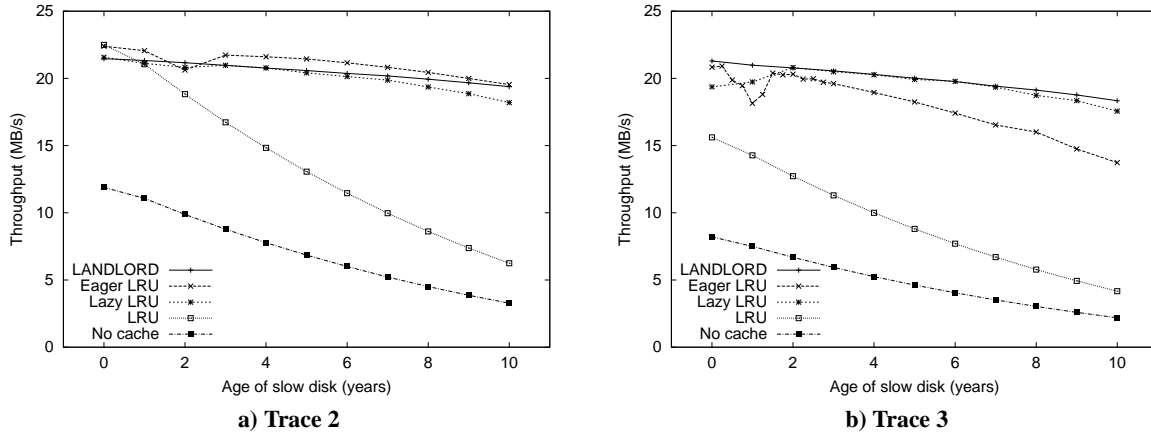 25
20
15
10
5
0
Throughput (MB/s)
LANDLORD
Eager LRU
Lazy LRU
LRU
No cache
0 2 4 6 8 10
Age of slow disk (years)
a) Trace 2
25
20
15
10
5
0
Throughput (MB/s)
LANDLORD
Eager LRU
Lazy LRU
LRU
No cache
0 2 4 6 8 10
Age of slow disk (years)
b) Trace 3